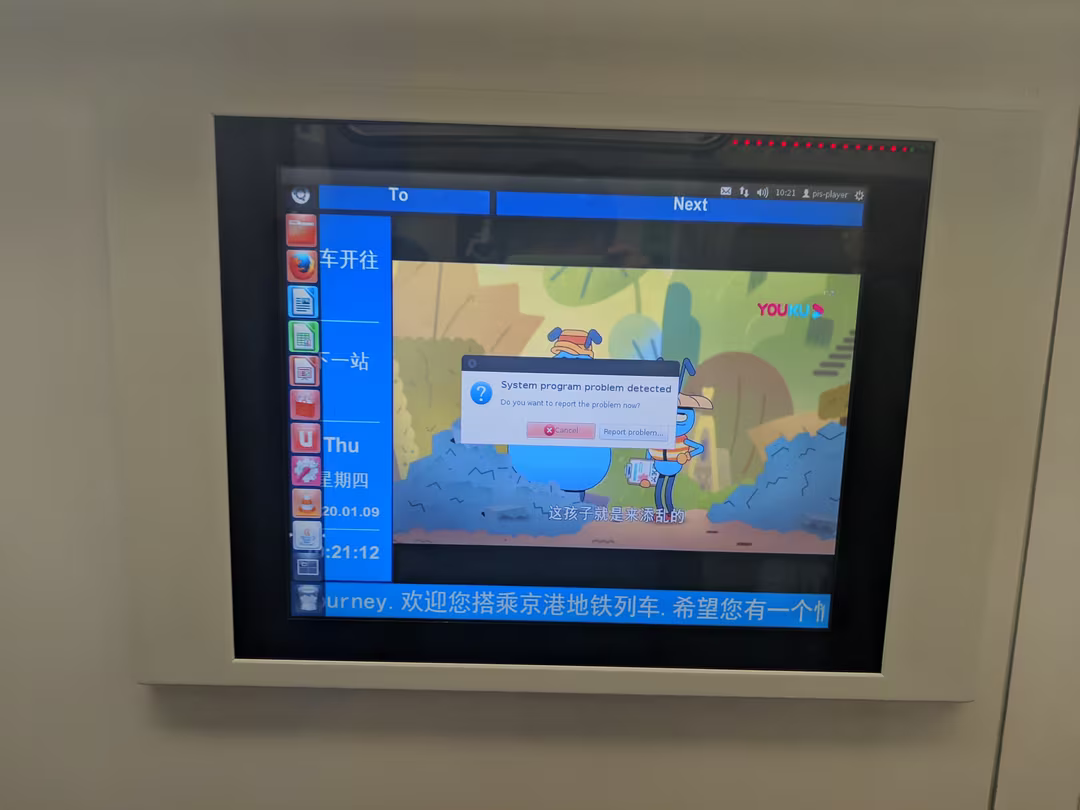 To
Next
10:21 pis-player
车开往
YOUKU
System program problem detected
Do you want to report the problem now?
Cancel
Report problem...
下一站
Thu
星期四
20.01.09
:21:12
这孩子就是来添乱的
ourney. 欢迎您搭乘京港地铁列车. 希望您有一个